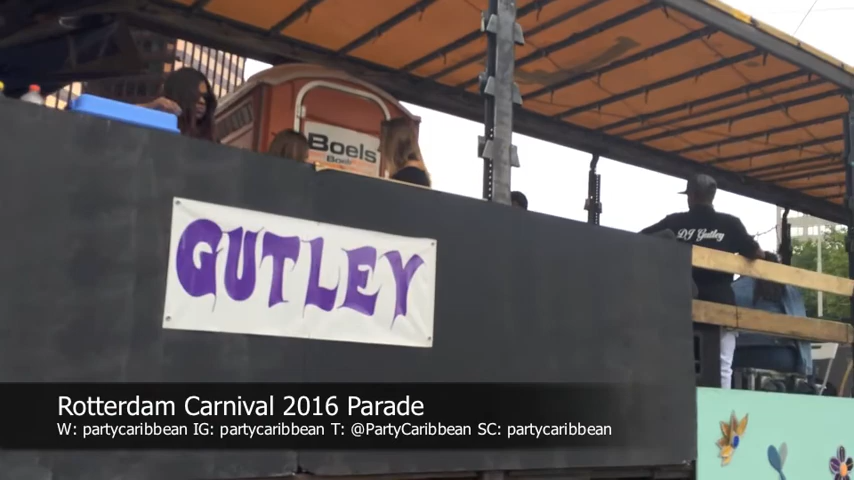 Boels
Boels
DJ Gutley
GUTLEY
Rotterdam Carnival 2016 Parade
W: partycaribbean IG: partycaribbean T: @PartyCaribbean SC: partycaribbean